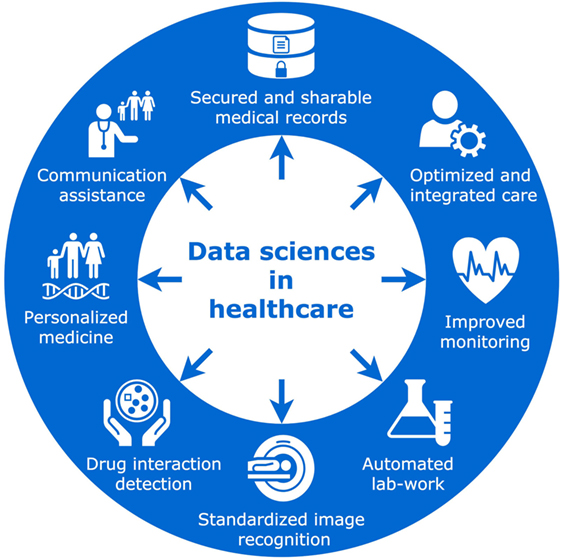 Secured and sharable
medical records
Communication
assistance
Optimized and
integrated care
Data sciences
in
healthcare
Personalized
medicine
Improved
monitoring
Drug interaction
detection
Automated
lab-work
Standardized image
recognition